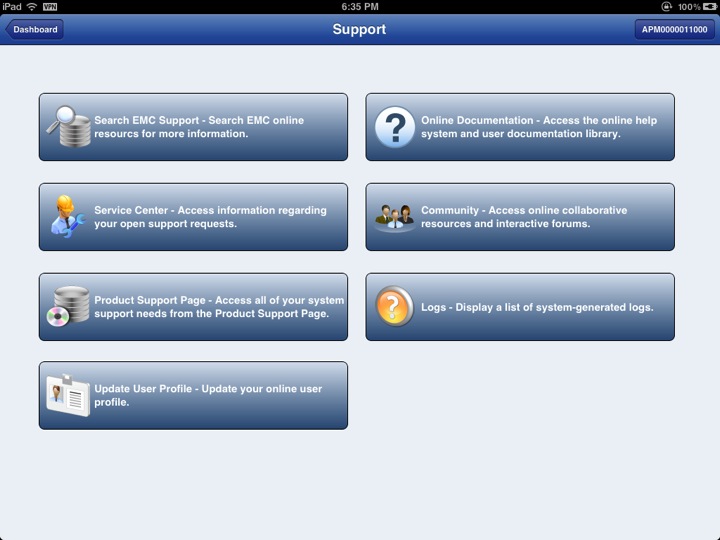 iPad VPN 6:35 PM 100%
Dashboard Support APM0000011000
Search EMC Support - Search EMC online
resourcs for more information.
Online Documentation - Access the online help
system and user documentation library.
Service Center - Access information regarding
your open support requests.
Community - Access online collaborative
resources and interactive forums.
Product Support Page - Access all of your system
support needs from the Product Support Page.
Logs - Display a list of system-generated logs.
Update User Profile - Update your online user
profile.